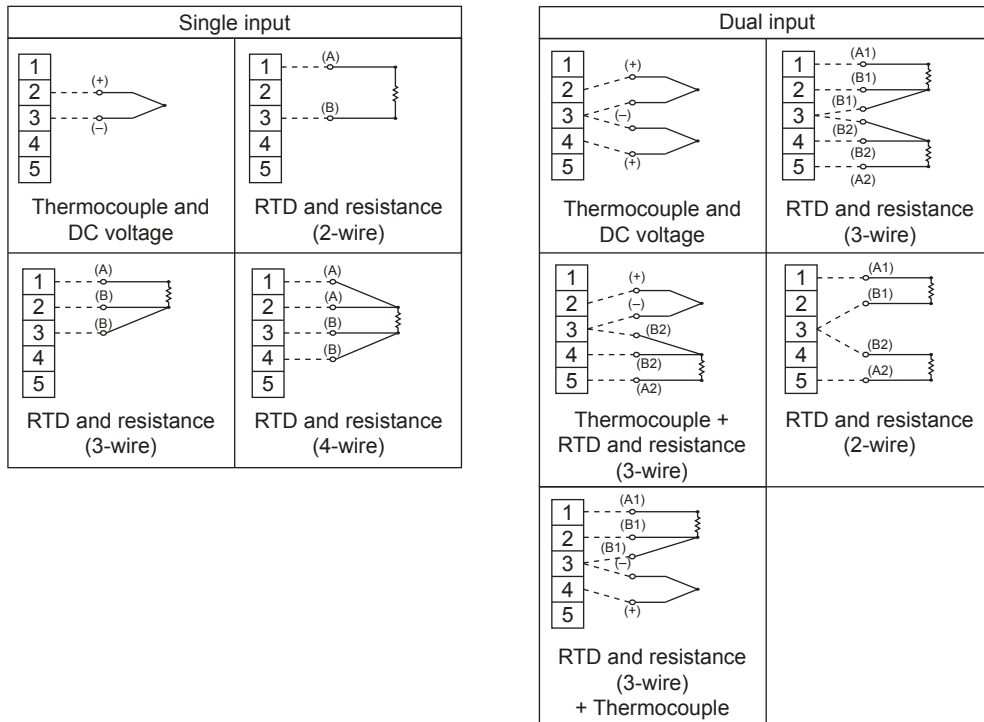 Single input
1
2
3
4
5
(+)
(–)
Thermocouple and
DC voltage
1
2
3
4
5
(A)
(B)
RTD and resistance
(2-wire)
1
2
3
4
5
(A)
(B)
(B)
RTD and resistance
(3-wire)
1
2
3
4
5
(A)
(A)
(B)
(B)
RTD and resistance
(4-wire)
Dual input
1
2
3
4
5
(+)
(–)
(+)
Thermocouple and
DC voltage
1
2
3
4
5
(A1)
(B1)
(B1)
(B2)
(B2)
(A2)
RTD and resistance
(3-wire)
1
2
3
4
5
(+)
(–)
(B2)
(B2)
(A2)
Thermocouple +
RTD and resistance
(3-wire)
1
2
3
4
5
(A1)
(B1)
(B2)
(A2)
RTD and resistance
(2-wire)
1
2
3
4
5
(A1)
(B1)
(B1)
(–)
(+)
RTD and resistance
(3-wire)
+ Thermocouple